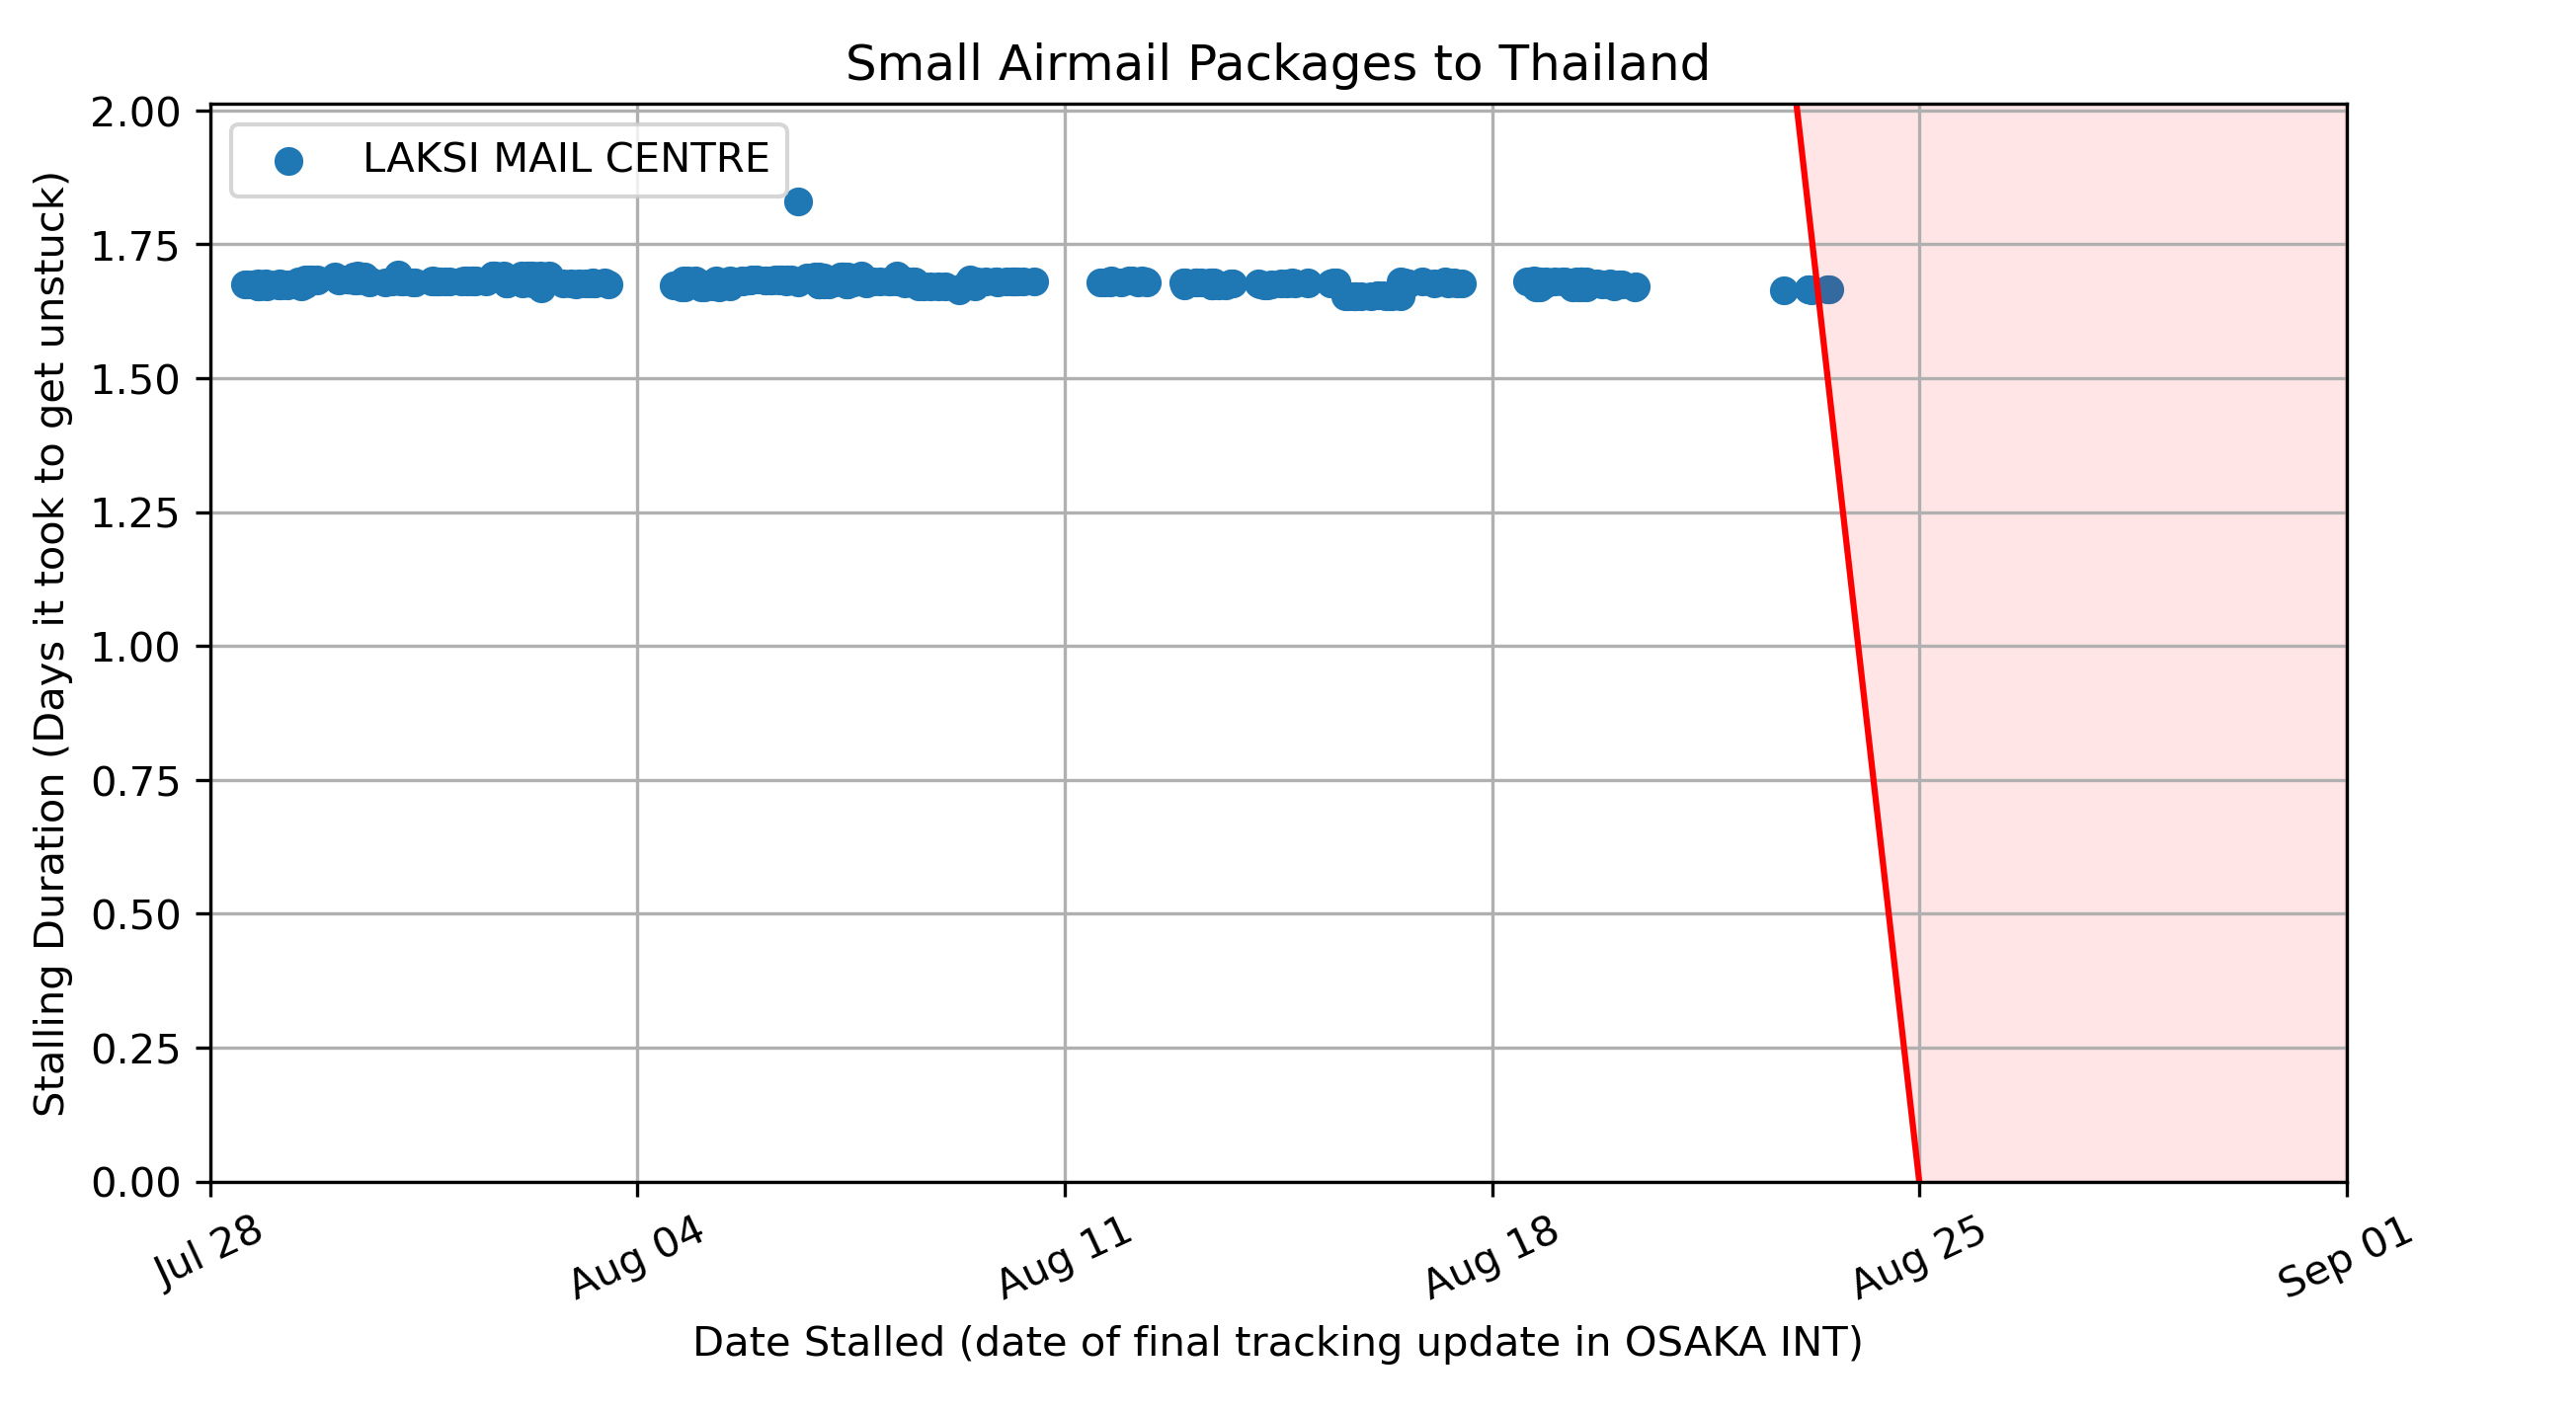 Small Airmail Packages to Thailand
LAKSI MAIL CENTRE
Stalling Duration (Days it took to get unstuck)
2.00
1.75
1.50
1.25
1.00
0.75
0.50
0.25
0.00
Jul 28
Aug 04
Aug 11
Aug 18
Aug 25
Sep 01
Date Stalled (date of final tracking update in OSAKA INT)